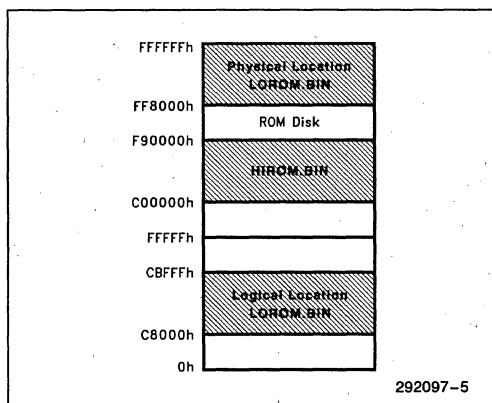 FFFFFFh
Physical Location
LOROM.BIN
FF8000h
ROM Disk
F90000h
HIROM.BIN
C00000h
FFFFFh
CBFFFh
Logical Location
LOROM.BIN
C8000h
0h
292097-5